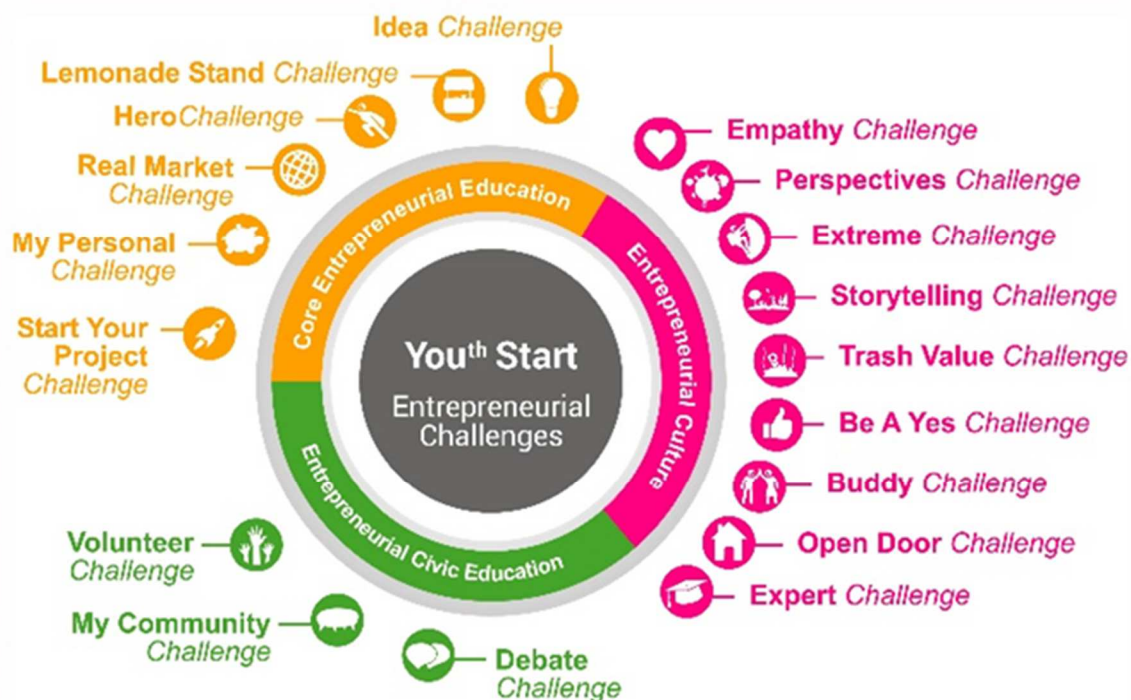 Idea Challenge
Lemonade Stand Challenge
HeroChallenge
Real Market
Challenge
My Personal
Challenge
Start Your
Project
Challenge
Core Entrepreneurial Education
Entrepreneurial Culture
Entrepreneurial Civic Education
Youth Start
Entrepreneurial
Challenges
Empathy Challenge
Perspectives Challenge
Extreme Challenge
Storytelling Challenge
Trash Value Challenge
Be A Yes Challenge
Buddy Challenge
Open Door Challenge
Expert Challenge
Volunteer
Challenge
My Community
Challenge
Debate
Challenge